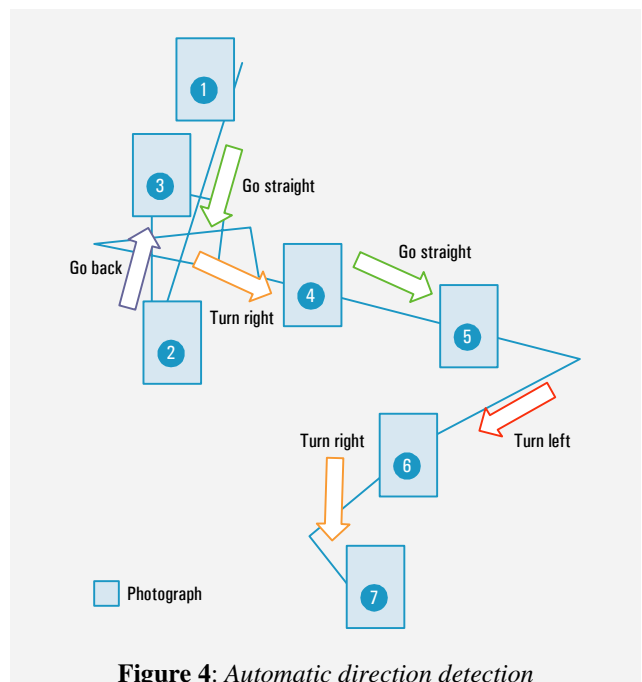 1
3
Go straight
Go back
Go straight
4
Turn right
2
5
Turn right
Turn left
6
7
Photograph
Figure 4: Automatic direction detection